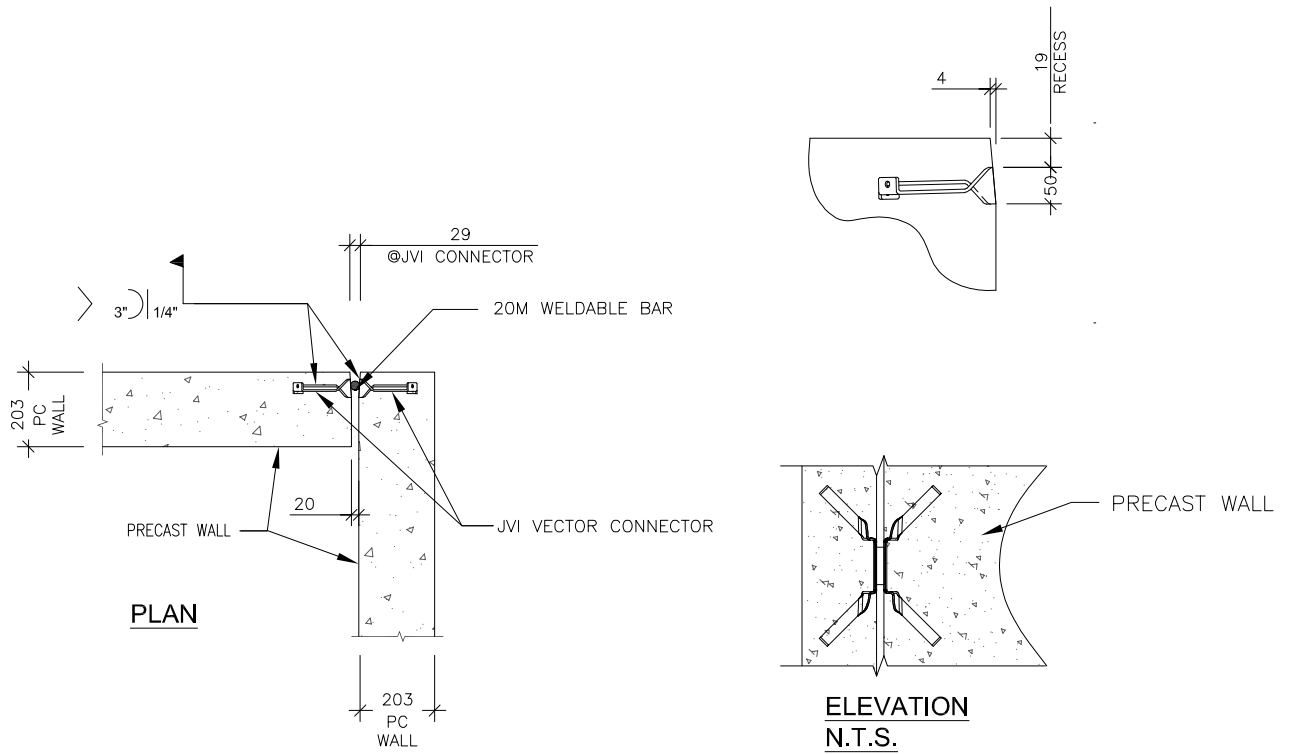 19
RECESS
4
50
29
@JVI CONNECTOR
3" 1/4"
20M WELDABLE BAR
203
PC
WALL
20
PRECAST WALL
JVI VECTOR CONNECTOR
PLAN
203
PC
WALL
PRECAST WALL
ELEVATION
N.T.S.